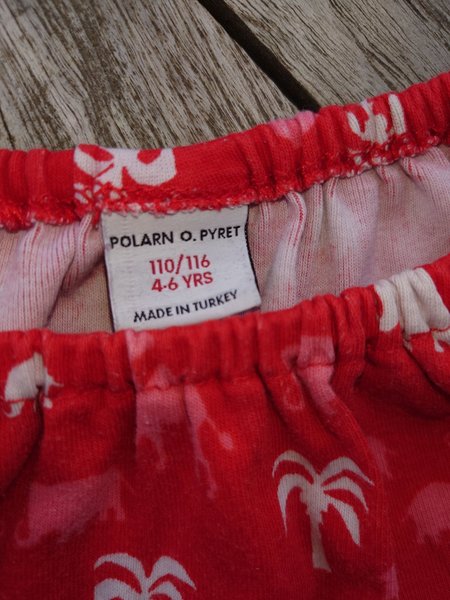 POLARN O. PYRET
110/116
4-6 YRS
MADE IN TURKEY